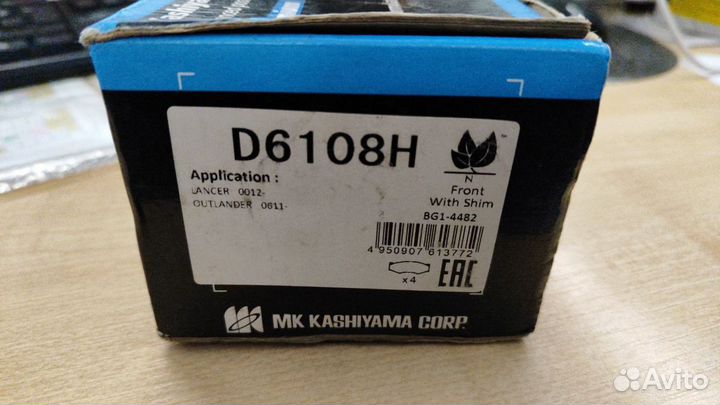 D6108H
Application :
LANCER 0012-
OUTLANDER 0611-
N
Front
With Shim
BG1-4482
4 950907 613772
x4
EAC
MK KASHIYAMA CORP.
Avito